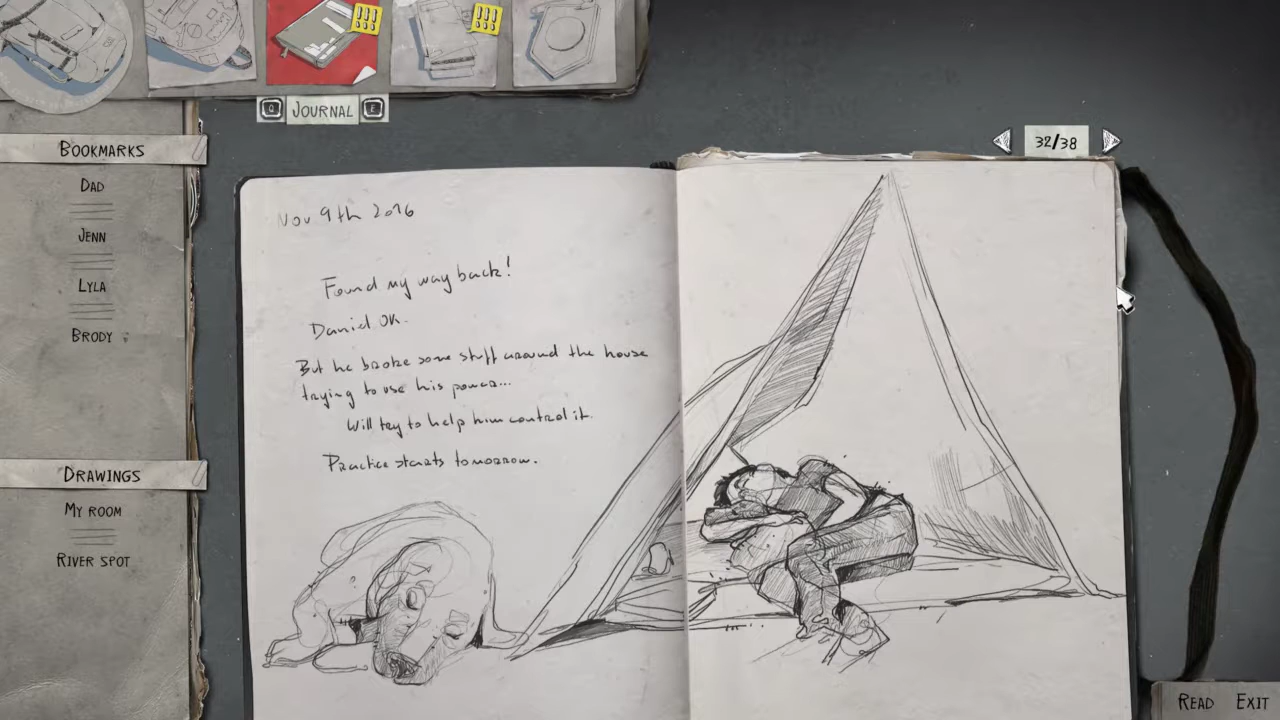 Q JOURNAL E
BOOKMARKS
DAD
JENN
LYLA
BRODY
DRAWINGS
MY ROOM
RIVER SPOT
32/38
Nov 9th 2016
Found my way back!
Daniel OK.
But he broke some stuff around the house
trying to use his power...
Will try to help him control it.
Practice starts tomorrow.
READ EXIT